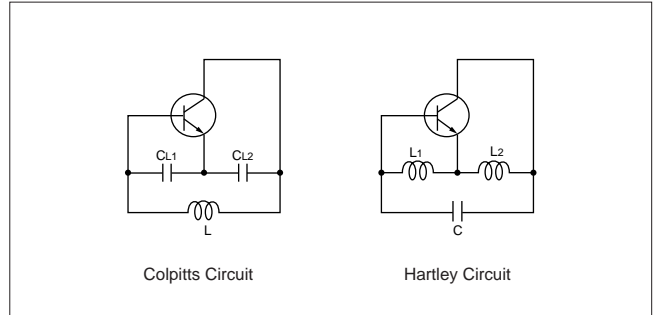 CL1 CL2
L
Colpitts Circuit
L1 L2
C
Hartley Circuit